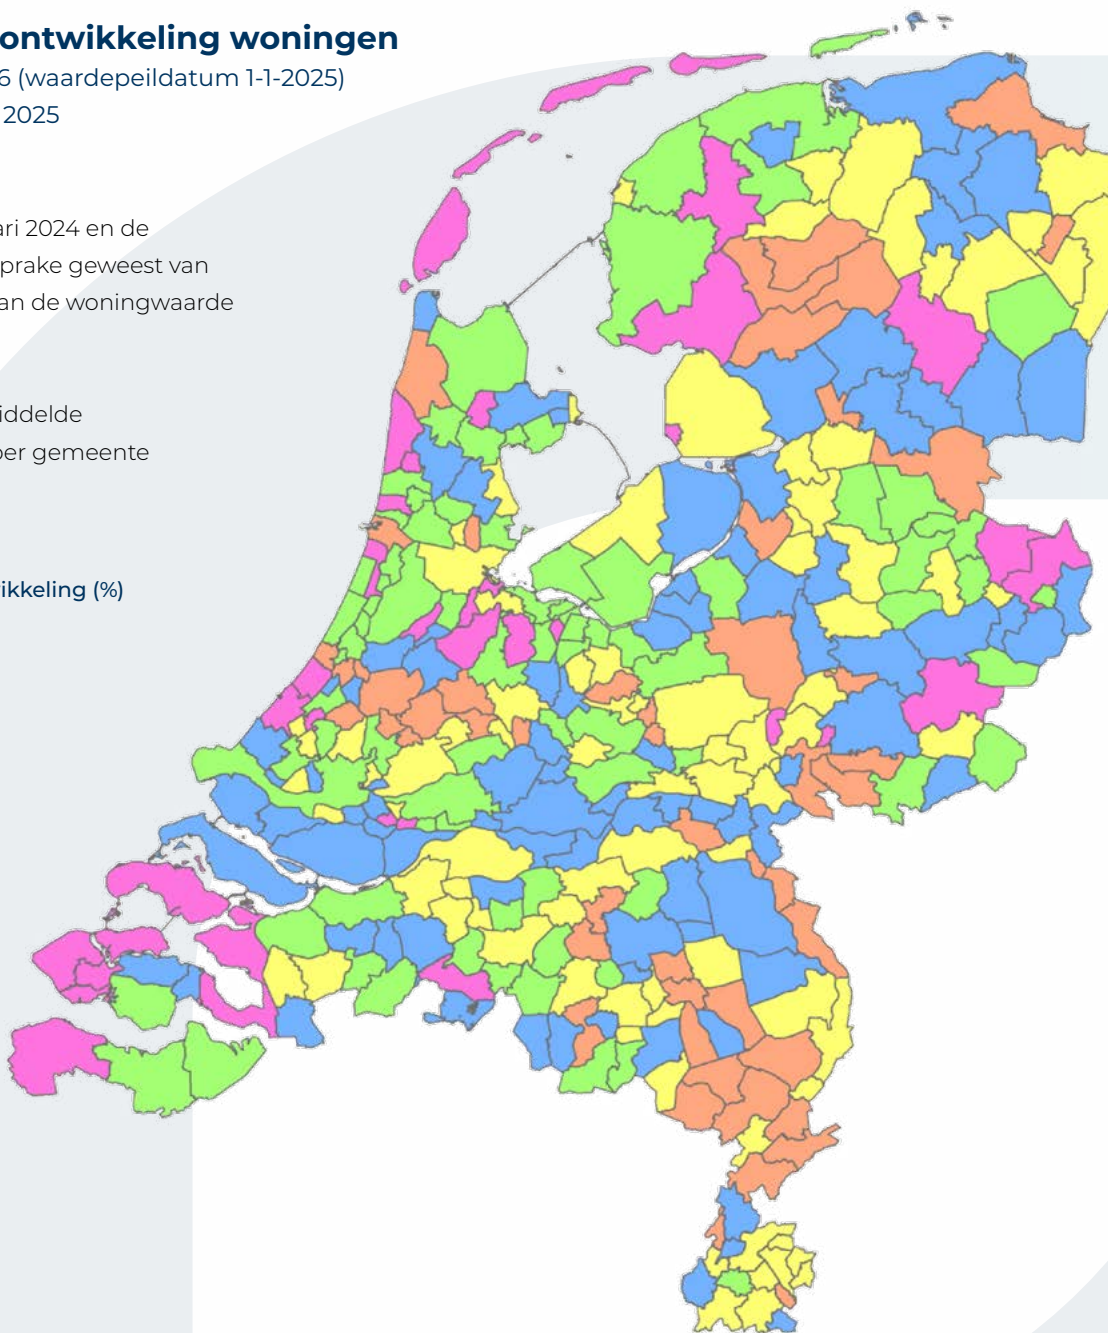 ontwikkeling woningen
6 (waardepeildatum 1-1-2025)
2025
ari 2024 en de
prake geweest van
an de woningwaarde
iddelde
per gemeente
ikkeling (%)